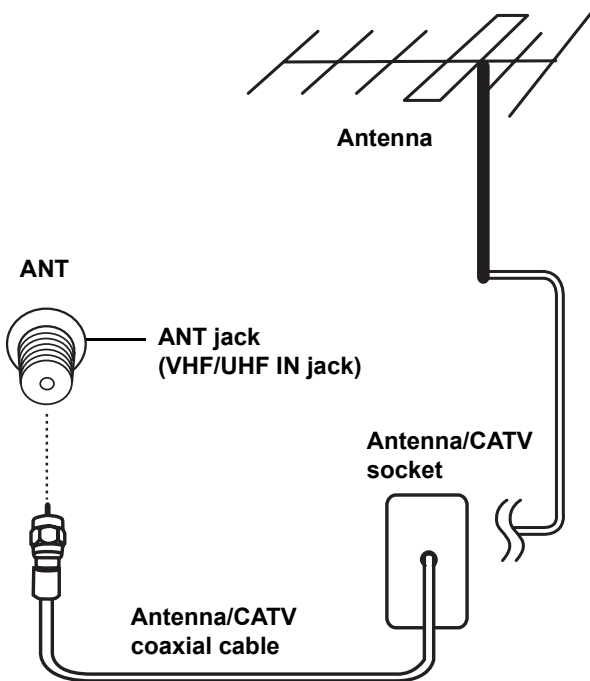 Antenna
ANT
ANT jack
(VHF/UHF IN jack)
Antenna/CATV
socket
Antenna/CATV
coaxial cable